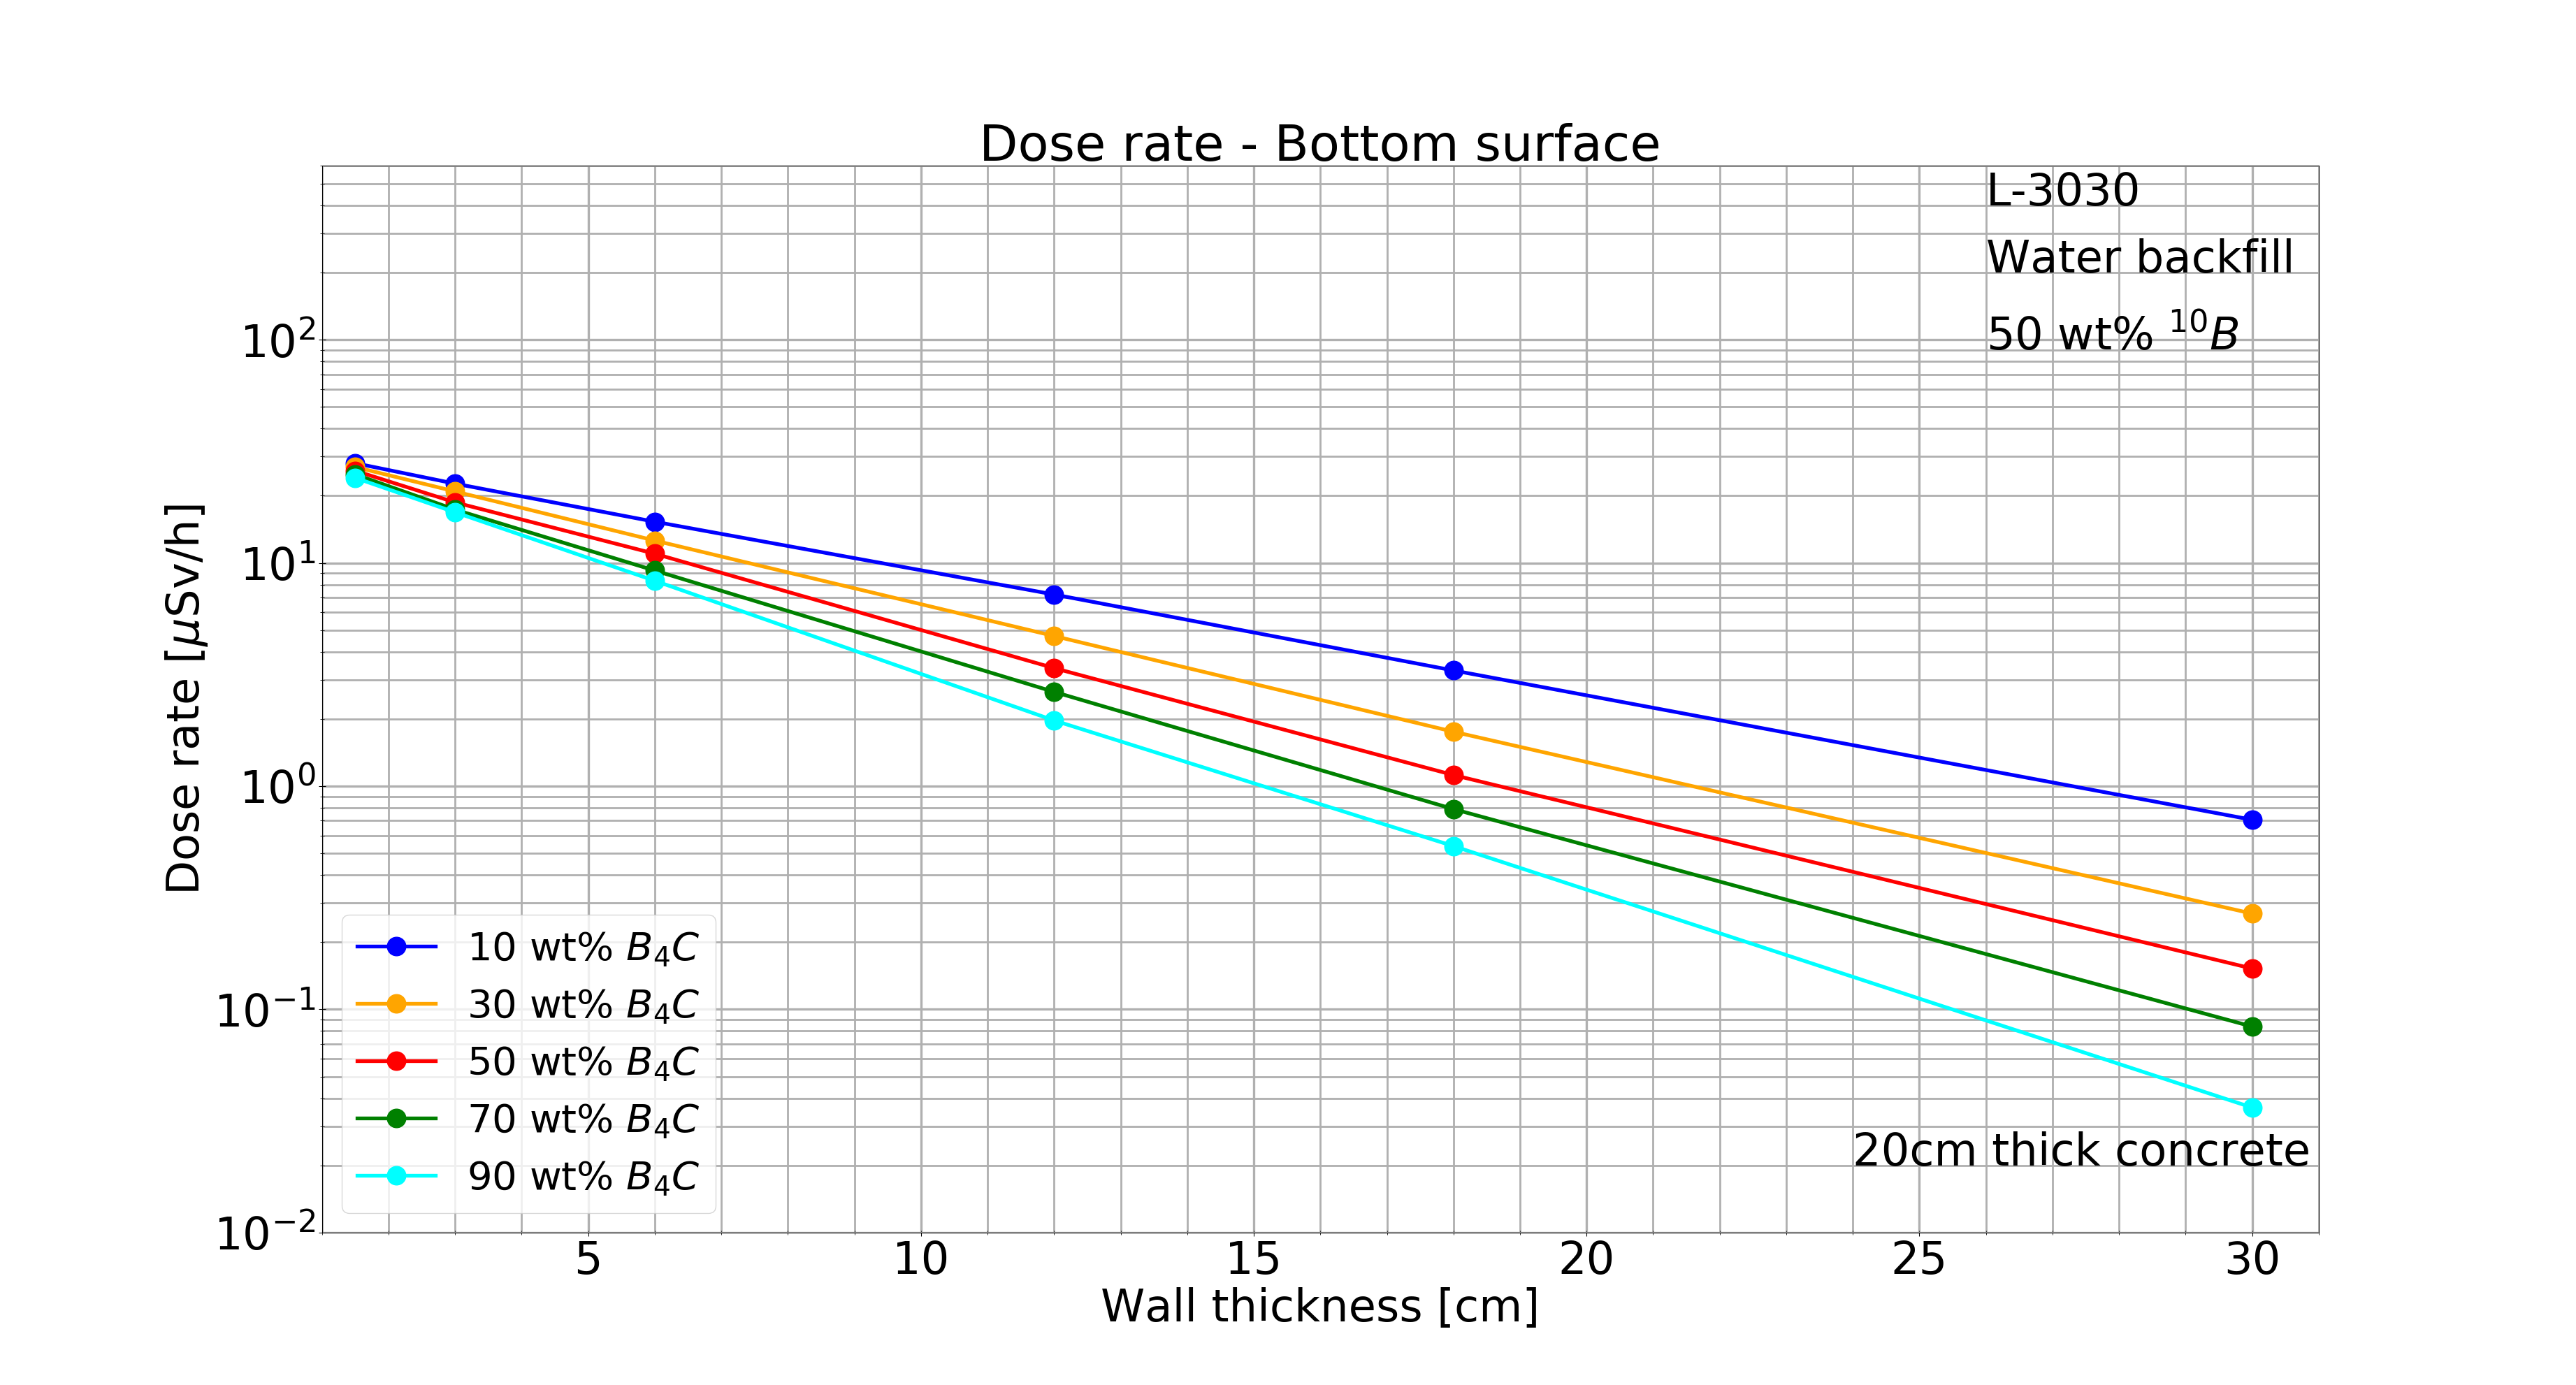 Dose rate - Bottom surface
L-3030
Water backfill
50 wt% ¹⁰B
Dose rate [μSv/h]
10²
10¹
10⁰
10⁻¹
10⁻²
10 wt% B₄C
30 wt% B₄C
50 wt% B₄C
70 wt% B₄C
90 wt% B₄C
20cm thick concrete
5 10 15 20 25 30
Wall thickness [cm]